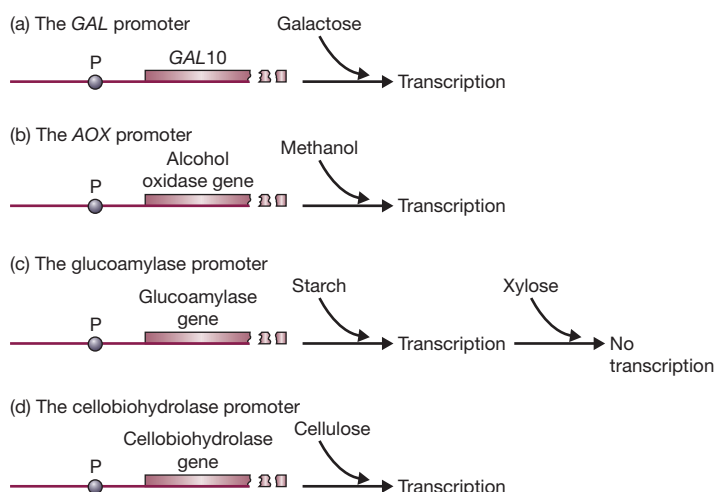 (a) The GAL promoter
Galactose
P
GAL10
Transcription
(b) The AOX promoter
Methanol
Alcohol
oxidase gene
P
Transcription
(c) The glucoamylase promoter
Starch
Xylose
Glucoamylase
gene
P
Transcription
No
transcription
(d) The cellobiohydrolase promoter
Cellulose
Cellobiohydrolase
gene
P
Transcription